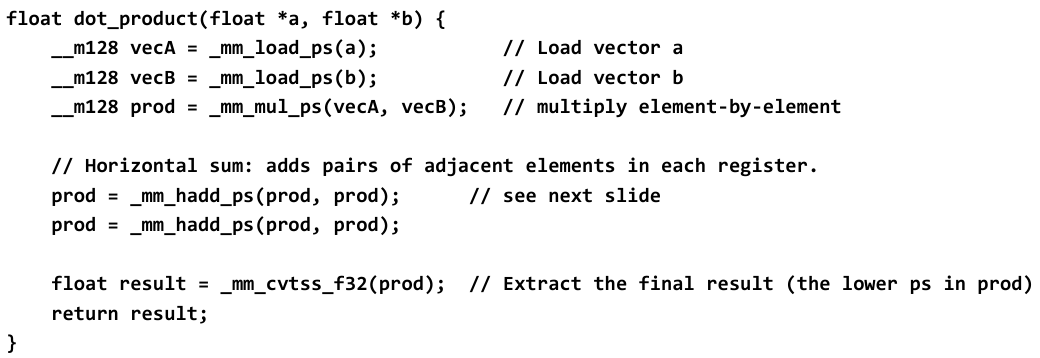 float dot_product(float *a, float *b) {
    __m128 vecA = _mm_load_ps(a);           // Load vector a
    __m128 vecB = _mm_load_ps(b);           // Load vector b
    __m128 prod = _mm_mul_ps(vecA, vecB);   // multiply element-by-element

    // Horizontal sum: adds pairs of adjacent elements in each register.
    prod = _mm_hadd_ps(prod, prod);      // see next slide
    prod = _mm_hadd_ps(prod, prod);

    float result = _mm_cvtss_f32(prod);  // Extract the final result (the lower ps in prod)
    return result;
}